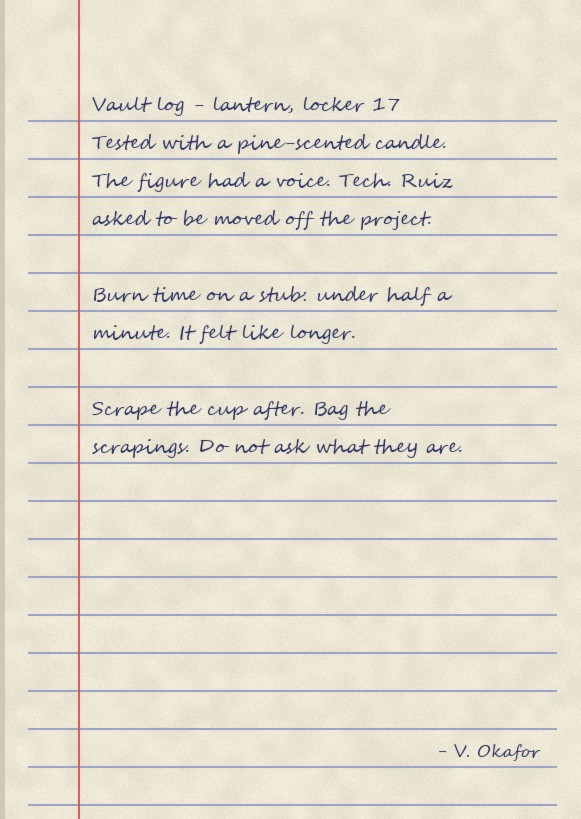 Vault log - lantern, locker 17
Tested with a pine-scented candle.
The figure had a voice. Tech. Ruiz
asked to be moved off the project.
Burn time on a stub: under half a
minute. It felt like longer.
Scrape the cup after. Bag the
scrapings. Do not ask what they are.
- V. Okafor